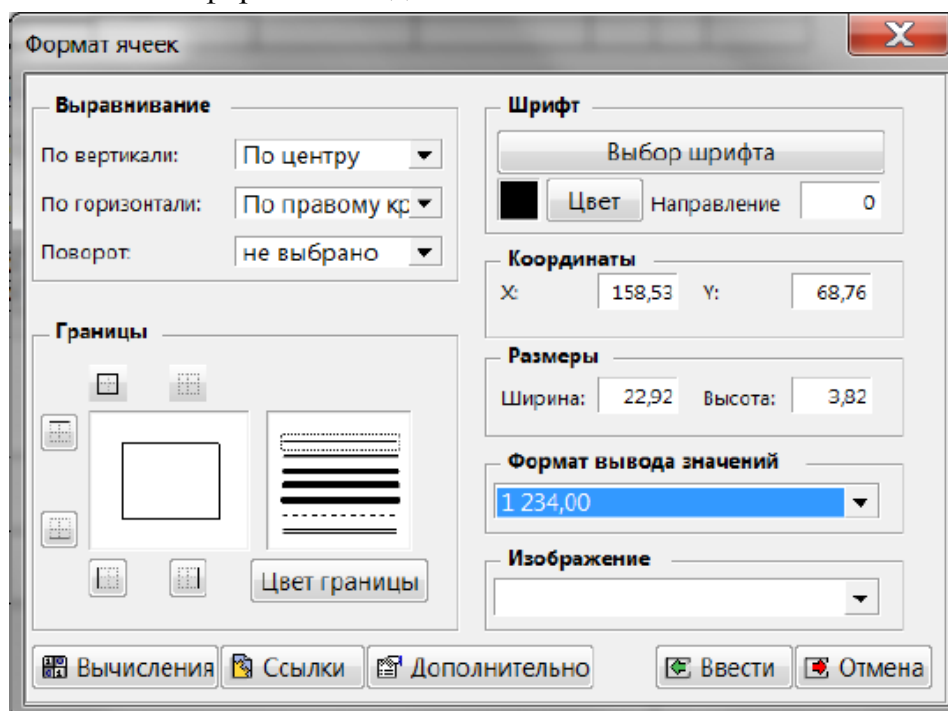 Формат ячеек
Выравнивание
По вертикали: По центру
По горизонтали: По правому кр
Поворот: не выбрано
Границы
Цвет границы
Шрифт
Выбор шрифта
Цвет Направление 0
Координаты
X: 158,53 Y: 68,76
Размеры
Ширина: 22,92 Высота: 3,82
Формат вывода значений
1 234,00
Изображение
Вычисления Ссылки Дополнительно Ввести Отмена